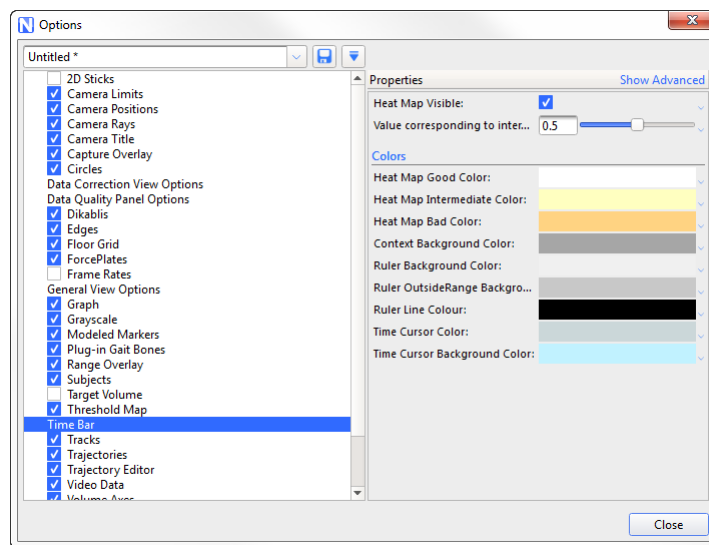 Options
Untitled *
2D Sticks
Camera Limits
Camera Positions
Camera Rays
Camera Title
Capture Overlay
Circles
Data Correction View Options
Data Quality Panel Options
Dikablis
Edges
Floor Grid
ForcePlates
Frame Rates
General View Options
Graph
Grayscale
Modeled Markers
Plug-in Gait Bones
Range Overlay
Subjects
Target Volume
Threshold Map
Time Bar
Tracks
Trajectories
Trajectory Editor
Video Data
Volume Axes
Properties Show Advanced
Heat Map Visible:
Value corresponding to inter... 0.5
Colors
Heat Map Good Color:
Heat Map Intermediate Color:
Heat Map Bad Color:
Context Background Color:
Ruler Background Color:
Ruler OutsideRange Backgro...
Ruler Line Colour:
Time Cursor Color:
Time Cursor Background Color:
Close